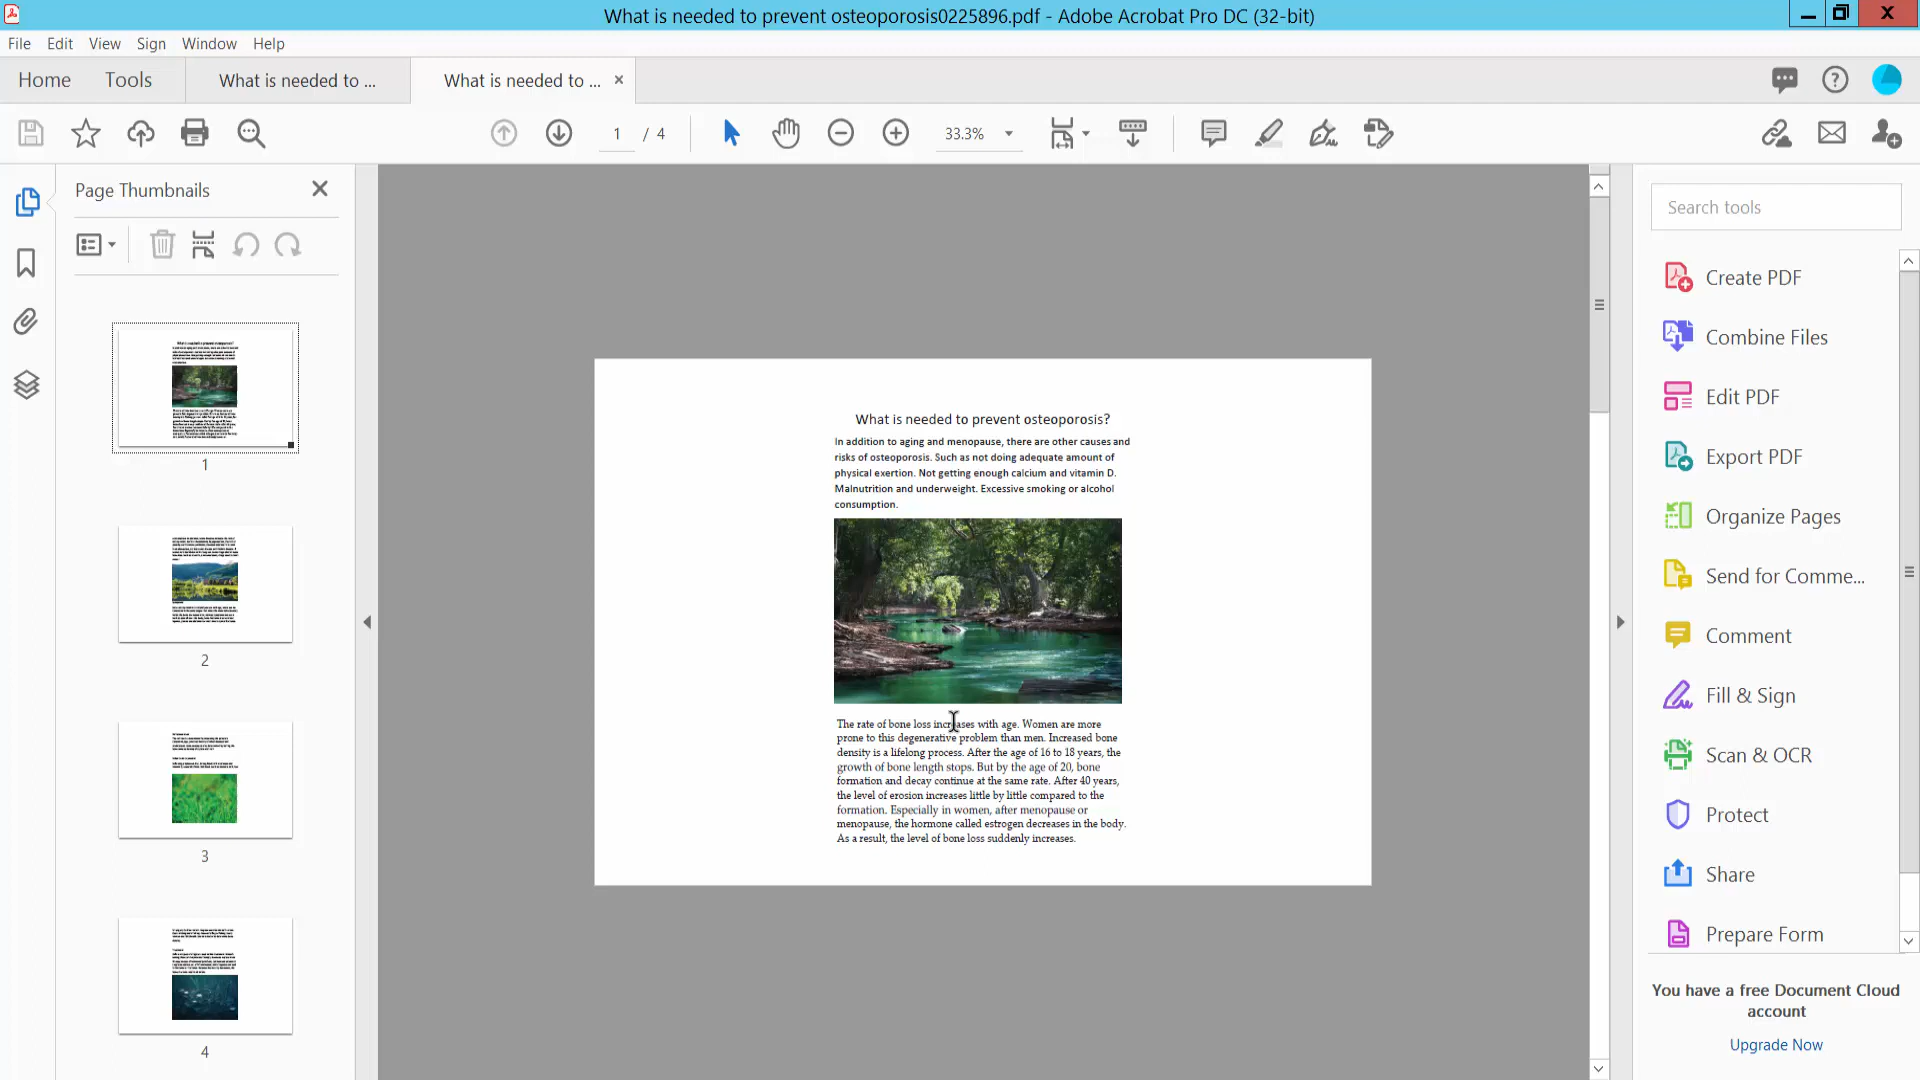 What is needed to prevent osteoporosis0225896.pdf - Adobe Acrobat Pro DC (32-bit)
File Edit View Sign Window Help
Home Tools What is needed to ... What is needed to ... ×
1 / 4 33.3%
Page Thumbnails
1
2
3
4
What is needed to prevent osteoporosis?
In addition to aging and menopause, there are other causes and
risks of osteoporosis. Such as not doing adequate amount of
physical exertion. Not getting enough calcium and vitamin D.
Malnutrition and underweight. Excessive smoking or alcohol
consumption.
The rate of bone loss increases with age. Women are more
prone to this degenerative problem than men. Increased bone
density is a lifelong process. After the age of 16 to 18 years, the
growth of bone length stops. But by the age of 20, bone
formation and decay continue at the same rate. After 40 years,
the level of erosion increases little by little compared to the
formation. Especially in women, after menopause or
menopause, the hormone called estrogen decreases in the body.
As a result, the level of bone loss suddenly increases.
Search tools
Create PDF
Combine Files
Edit PDF
Export PDF
Organize Pages
Send for Comme...
Comment
Fill & Sign
Scan & OCR
Protect
Share
Prepare Form
You have a free Document Cloud
account
Upgrade Now